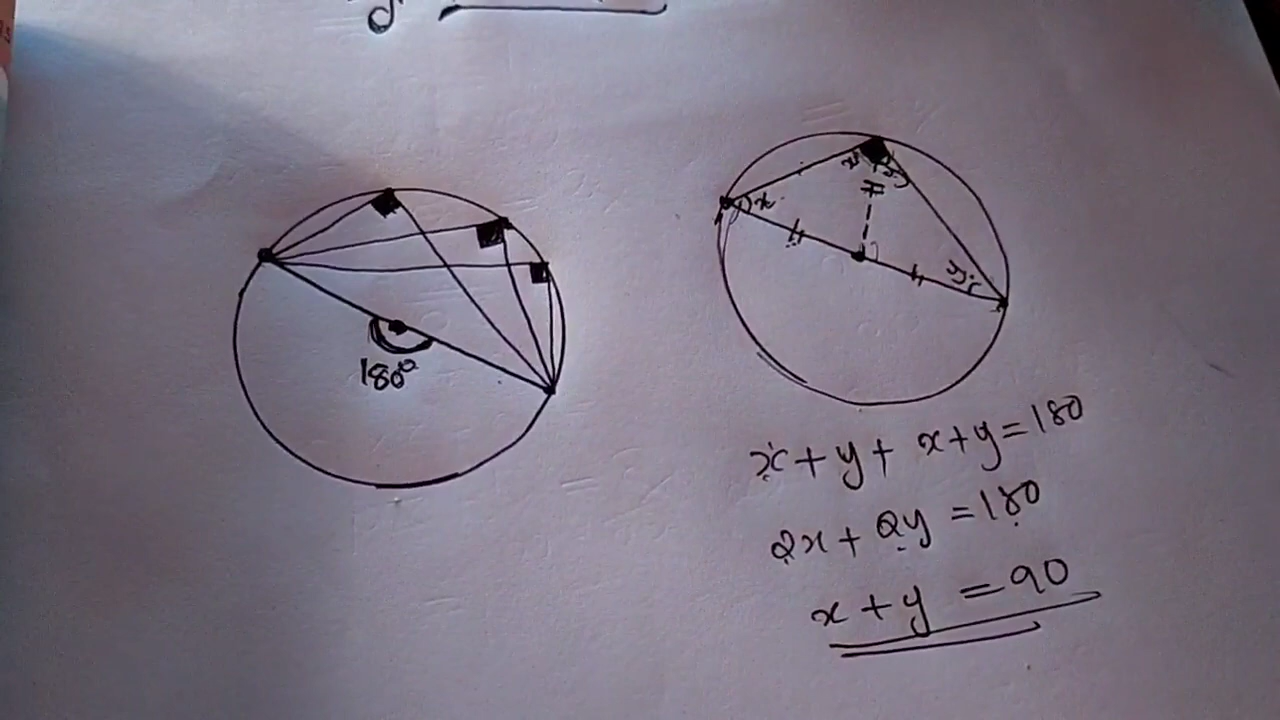 180°
x
x
y
y
x + y + x + y = 180
2x + 2y = 180
x + y = 90